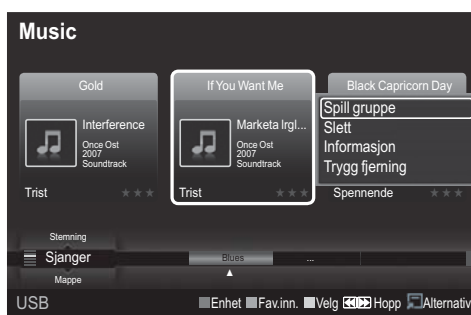 Music
Gold
If You Want Me
Black Capricorn Day
Interference
Once Ost
2007
Soundtrack
Trist
Marketa Irgl...
Once Ost
2007
Soundtrack
Trist
Spill gruppe
Slett
Informasjon
Trygg fjerning
Spennende
Stemning
Sjanger
Blues
...
Mappe
USB
Enhet Fav.inn. Velg Hopp Alternativ